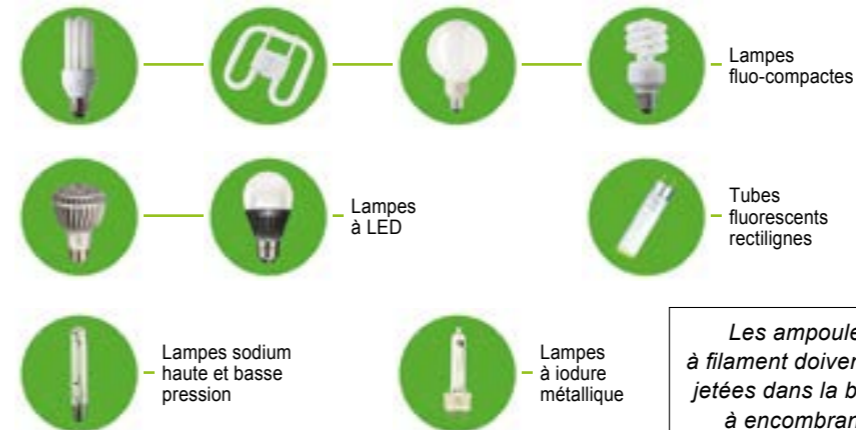 Lampes
fluo-compactes
Lampes
à LED
Tubes
fluorescents
rectilignes
Lampes sodium
haute et basse
pression
Lampes
à iodure
métallique
Les ampoule
à filament doiver
jetées dans la b
à encombran